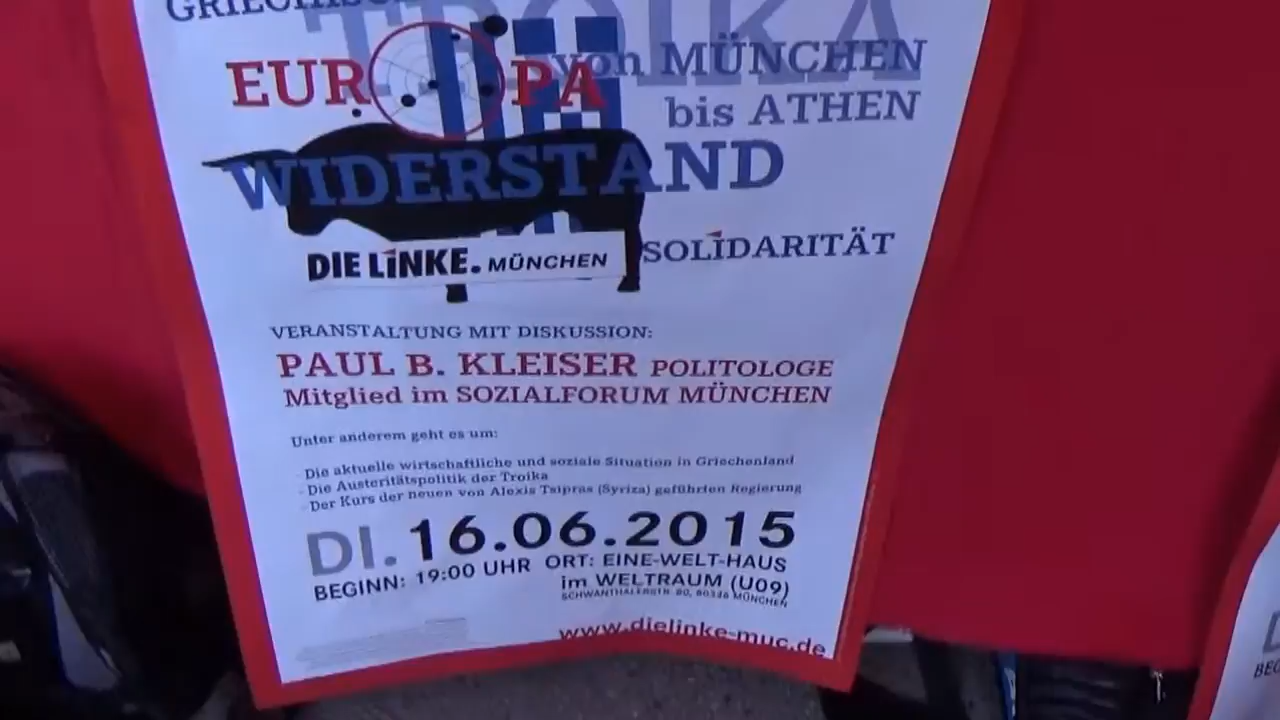 TROIKA
EUROPA von MÜNCHEN
bis ATHEN
WIDERSTAND
SOLIDARITÄT
DIE LINKE. MÜNCHEN
VERANSTALTUNG MIT DISKUSSION:
PAUL B. KLEISER POLITOLOGE
Mitglied im SOZIALFORUM MÜNCHEN
Unter anderem geht es um:
- Die aktuelle wirtschaftliche und soziale Situation in Griechenland
- Die Austeritätspolitik der Troika
- Der Kurs der neuen von Alexis Tsipras (Syriza) geführten Regierung
DI. 16.06.2015
BEGINN: 19:00 UHR ORT: EINE-WELT-HAUS
im WELTRAUM (U09)
SCHWANTHALERSTR. 80, 80336 MÜNCHEN
www.dielinke-muc.de